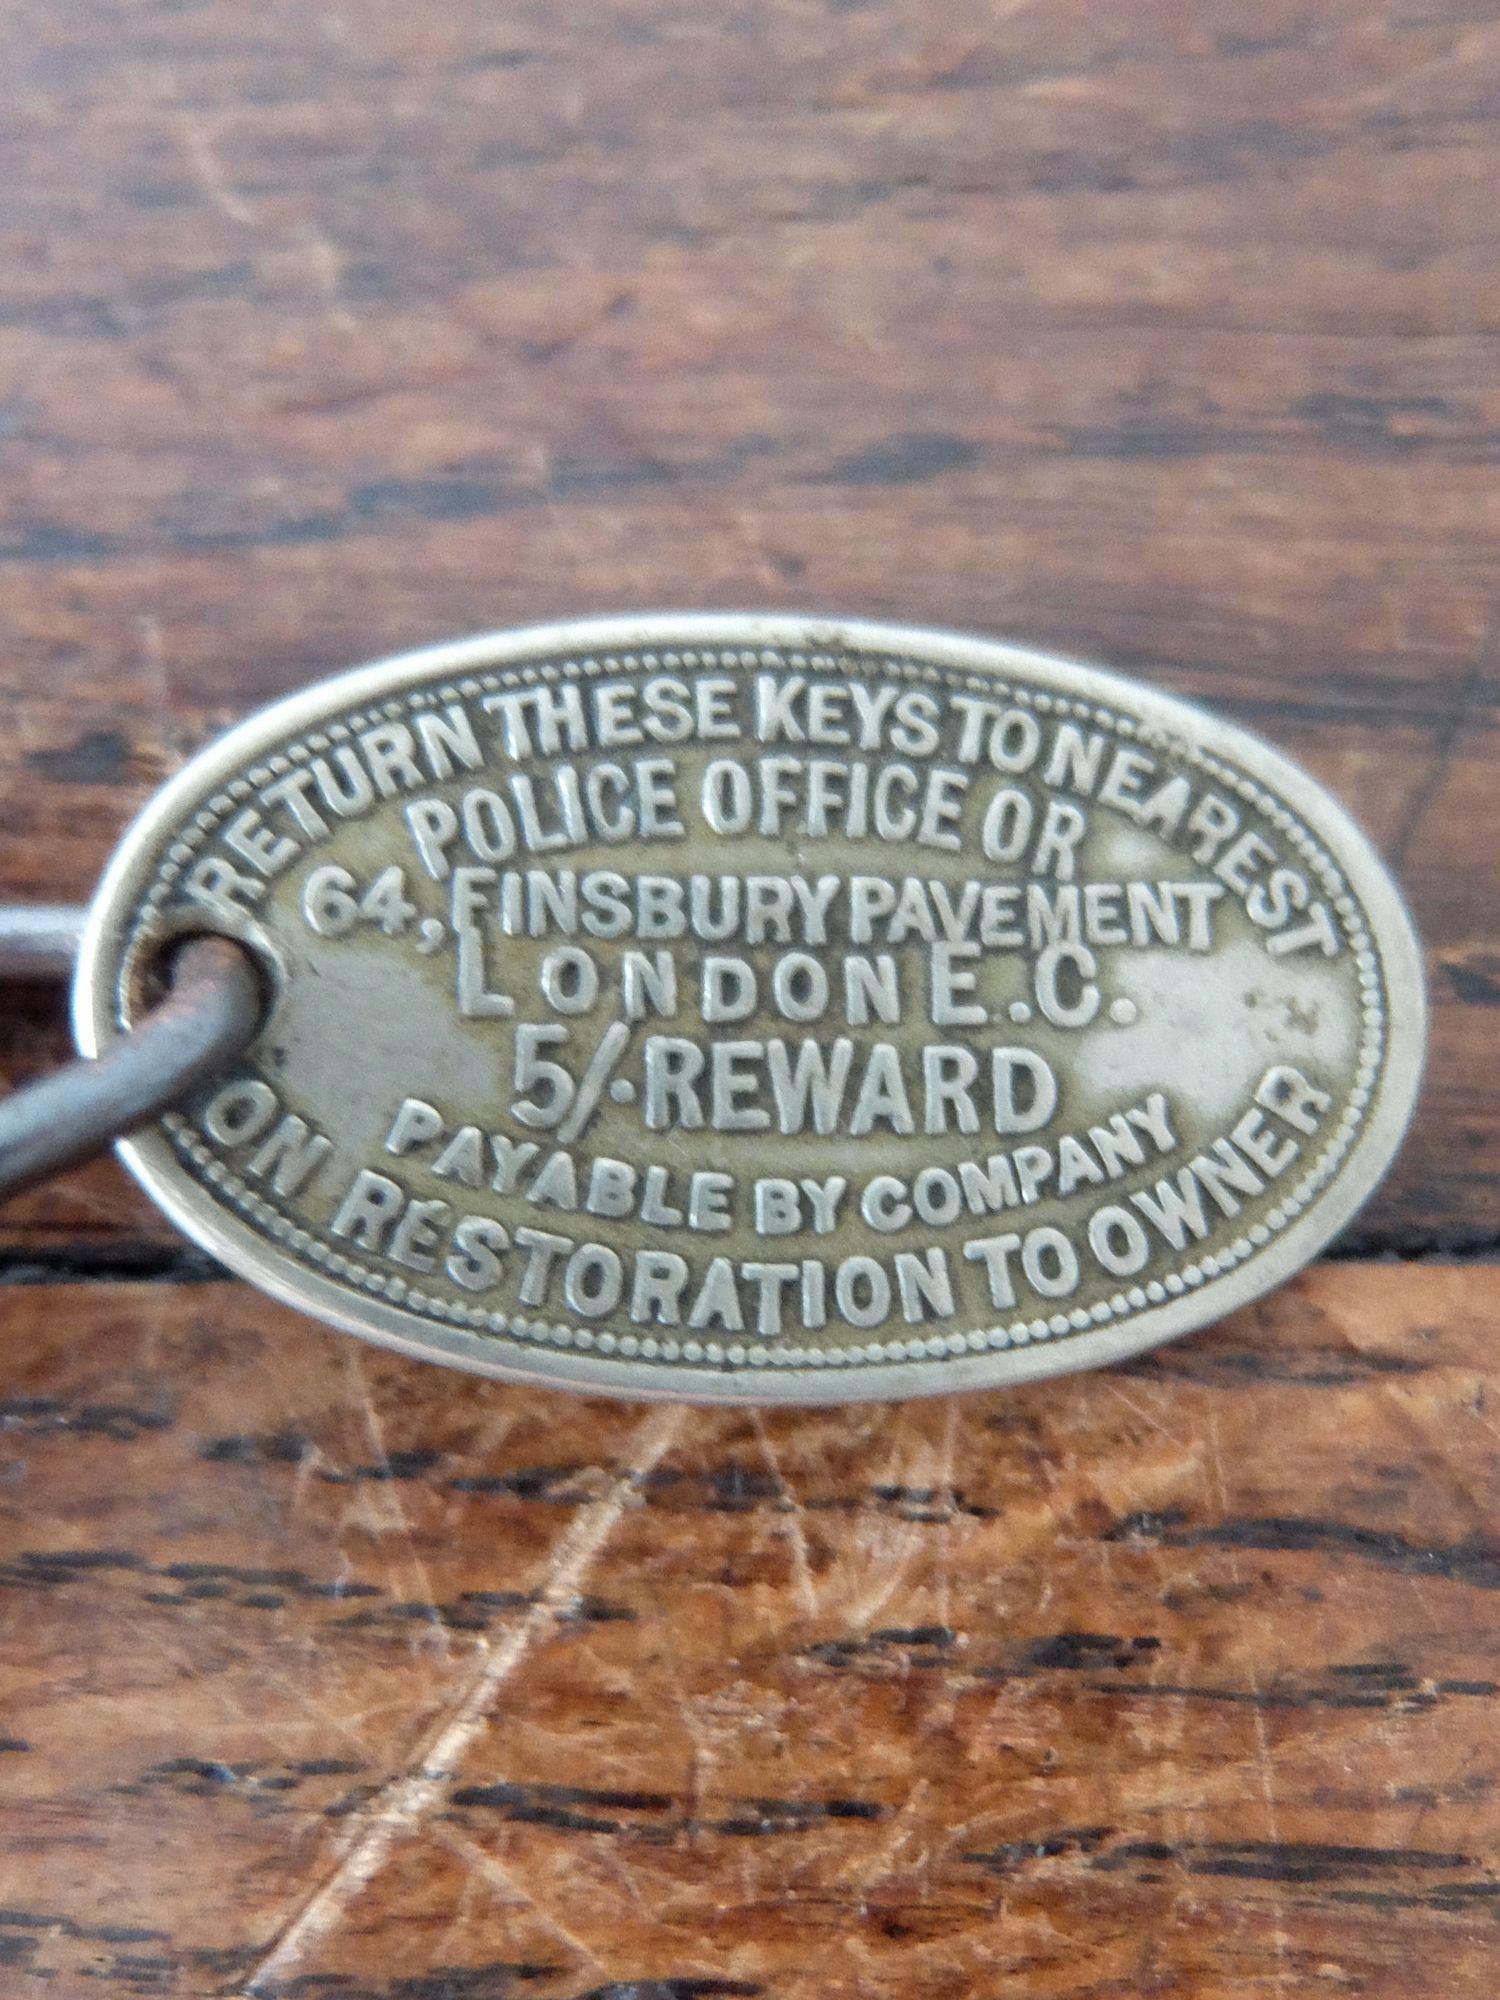 RETURN THESE KEYS TO NEAREST
POLICE OFFICE OR
64, FINSBURY PAVEMENT
LONDON E.C.
5/- REWARD
PAYABLE BY COMPANY
ON RESTORATION TO OWNER